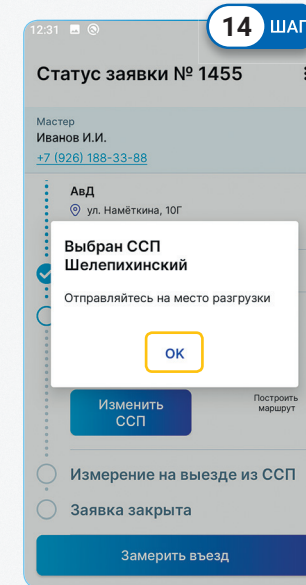 14 ШАГ
12:31
Статус заявки № 1455
Мастер
Иванов И.И.
+7 (926) 188-33-88
АвД
ул. Намёткина, 10Г
Выбран ССП
Шелепихинский
Отправляйтесь на место разгрузки
ОК
Изменить
ССП
Построить
маршрут
Измерение на выезде из ССП
Заявка закрыта
Замерить въезд